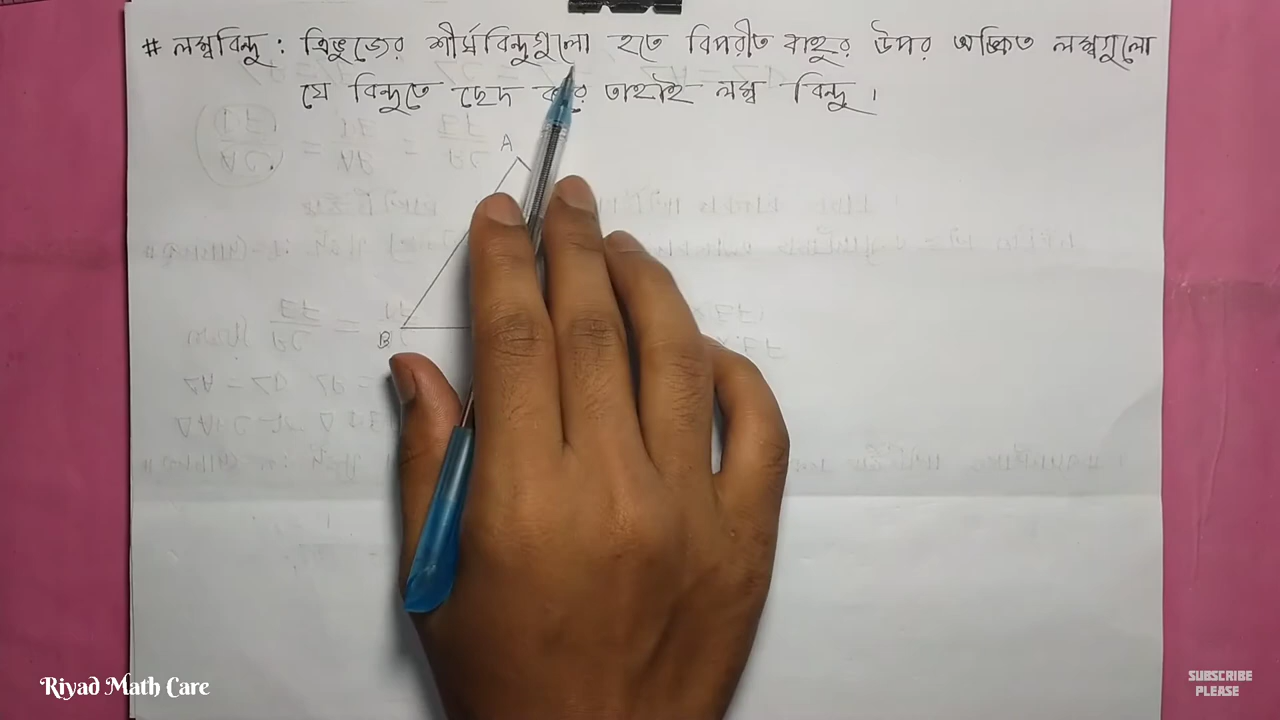 # লম্ববিন্দু : ত্রিভুজের শীর্ষবিন্দুগুলো হতে বিপরীত বাহুর উপর অঙ্কিত লম্বগুলো
যে বিন্দুতে ছেদ করে তাহাই লম্ব বিন্দু ।
A
B
Riyad Math Care
SUBSCRIBE
PLEASE